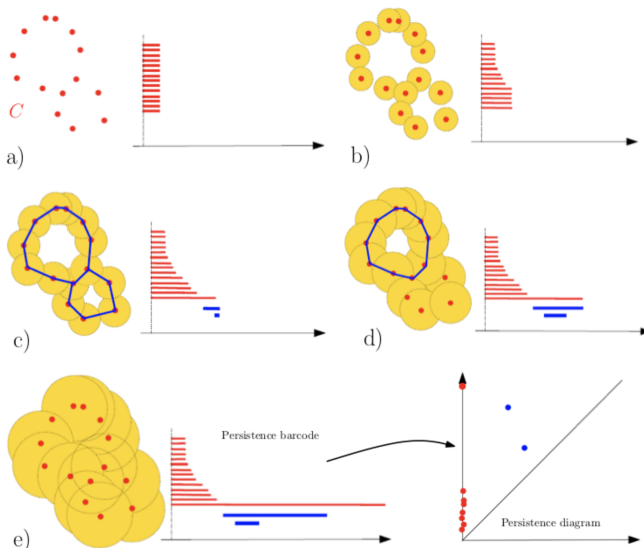 C
a)
b)
c)
d)
Persistence barcode
e)
Persistence diagram